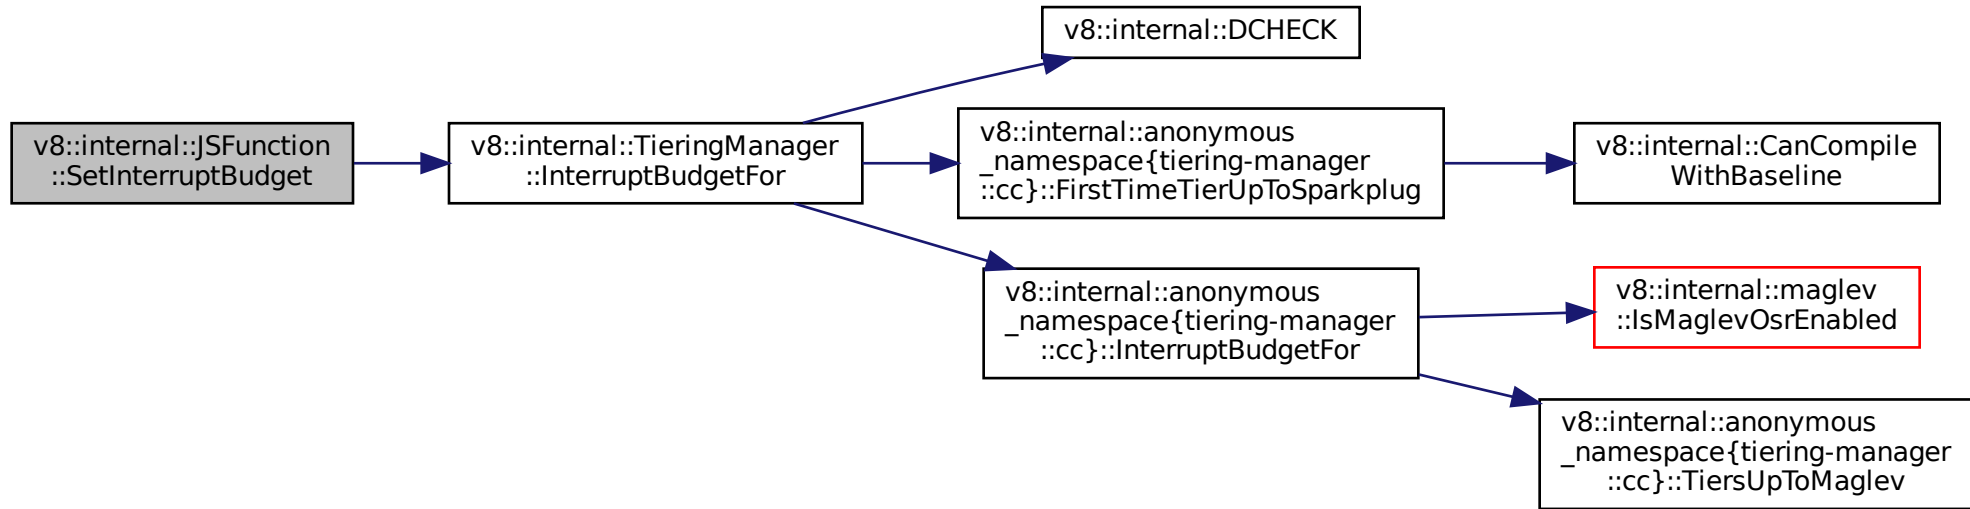 v8::internal::JSFunction
::SetInterruptBudget
v8::internal::TieringManager
::InterruptBudgetFor
v8::internal::DCHECK
v8::internal::anonymous
_namespace{tiering-manager
::cc}::FirstTimeTierUpToSparkplug
v8::internal::CanCompile
WithBaseline
v8::internal::anonymous
_namespace{tiering-manager
::cc}::InterruptBudgetFor
v8::internal::maglev
::IsMaglevOsrEnabled
v8::internal::anonymous
_namespace{tiering-manager
::cc}::TiersUpToMaglev